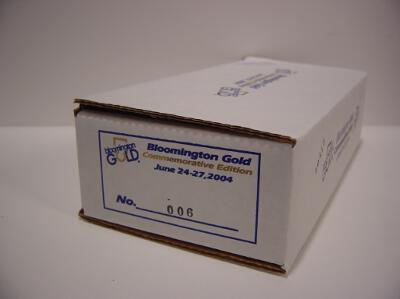 bloomington
GOLD
Bloomington Gold
Commemorative Edition
June 24-27, 2004
No. 006